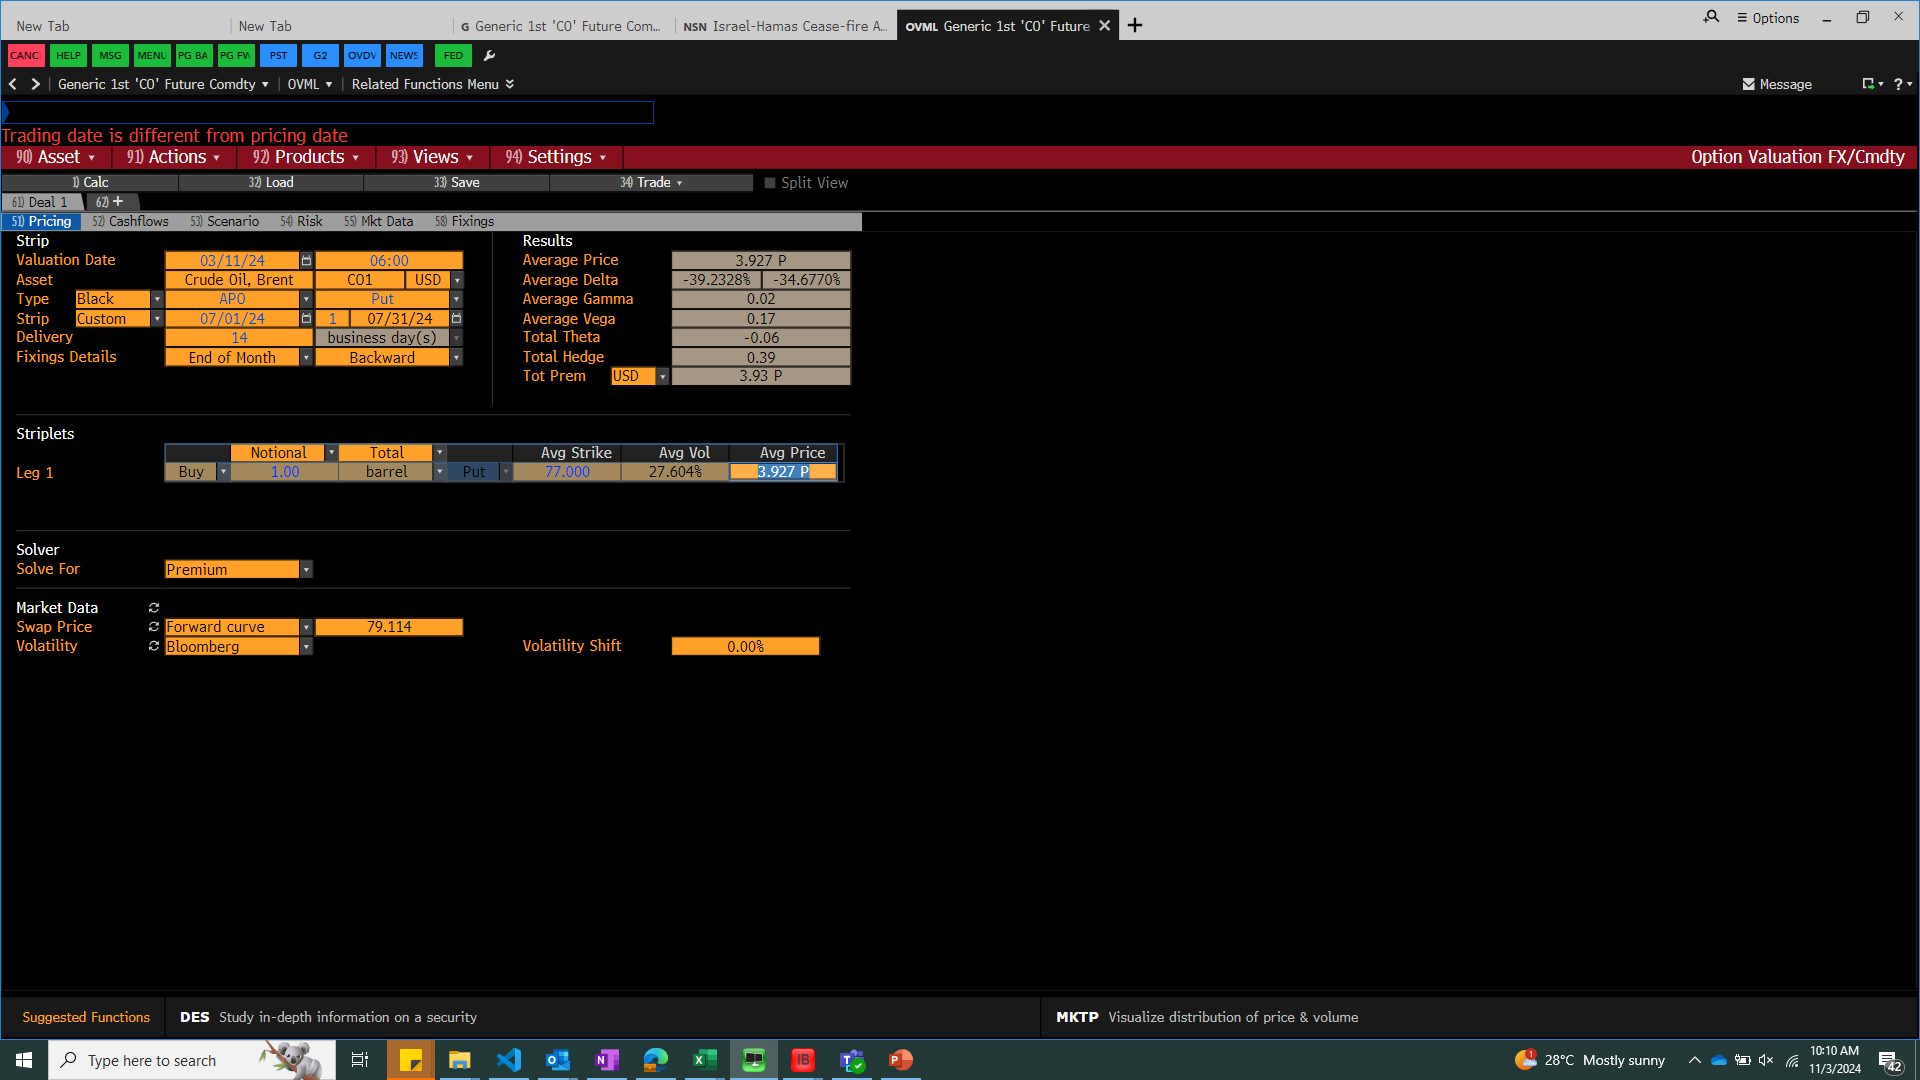 New Tab New Tab G Generic 1st 'CO' Future Com... NSN Israel-Hamas Cease-fire A... OVML Generic 1st 'CO' Future Options
CANC HELP MSG MENU PG BA PG FW PST G2 OVDV NEWS FED
Generic 1st 'CO' Future Comdty OVML Related Functions Menu Message ?
Trading date is different from pricing date
90) Asset 91) Actions 92) Products 93) Views 94) Settings Option Valuation FX/Cmdty
1) Calc 32) Load 33) Save 34) Trade Split View
61) Deal 1 62) +
51) Pricing 52) Cashflows 53) Scenario 54) Risk 55) Mkt Data 58) Fixings
Strip Results
Valuation Date 03/11/24 06:00 Average Price 3.927 P
Asset Crude Oil, Brent CO1 USD Average Delta -39.2328% -34.6770%
Type Black APO Put Average Gamma 0.02
Strip Custom 07/01/24 1 07/31/24 Average Vega 0.17
Delivery 14 business day(s) Total Theta -0.06
Fixings Details End of Month Backward Total Hedge 0.39
Tot Prem USD 3.93 P
Striplets
Notional Total Avg Strike Avg Vol Avg Price
Leg 1 Buy 1.00 barrel Put 77.000 27.604% 3.927 P
Solver
Solve For Premium
Market Data
Swap Price Forward curve 79.114
Volatility Bloomberg Volatility Shift 0.00%
Suggested Functions DES Study in-depth information on a security MKTP Visualize distribution of price & volume
Type here to search IB 1 28°C Mostly sunny 10:10 AM
11/3/2024 42